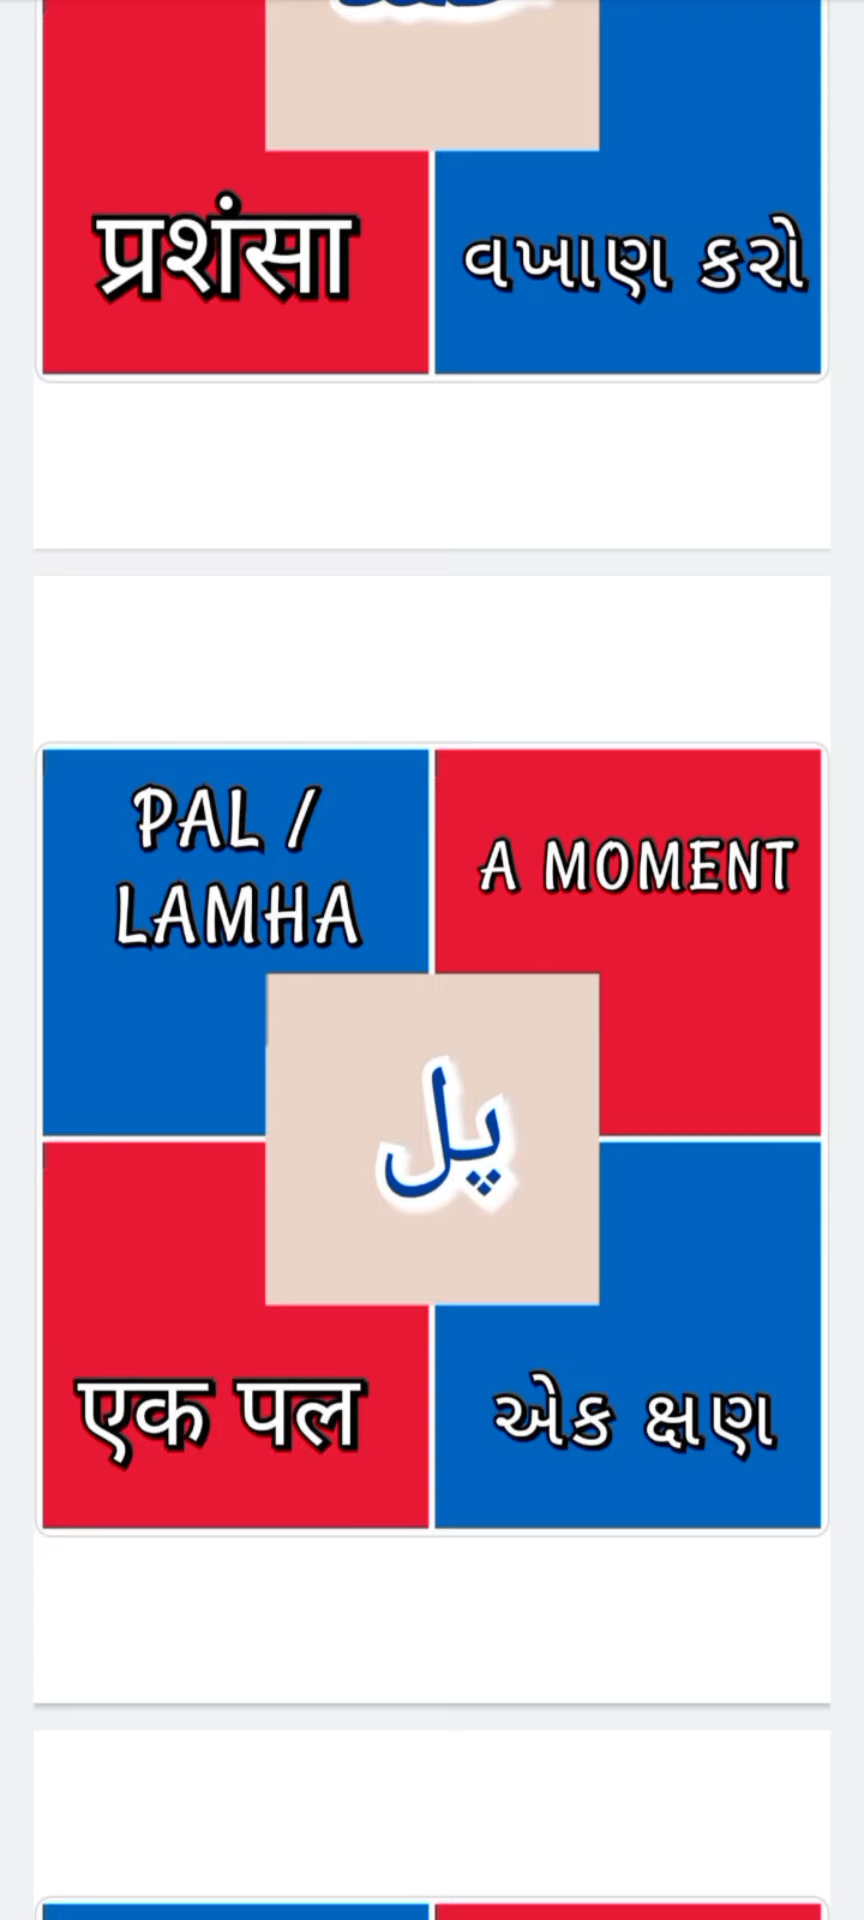 प्रशंसा
વખાણ કરો
PAL /
LAMHA
A MOMENT
پل
एक पल
એક ક્ષણ